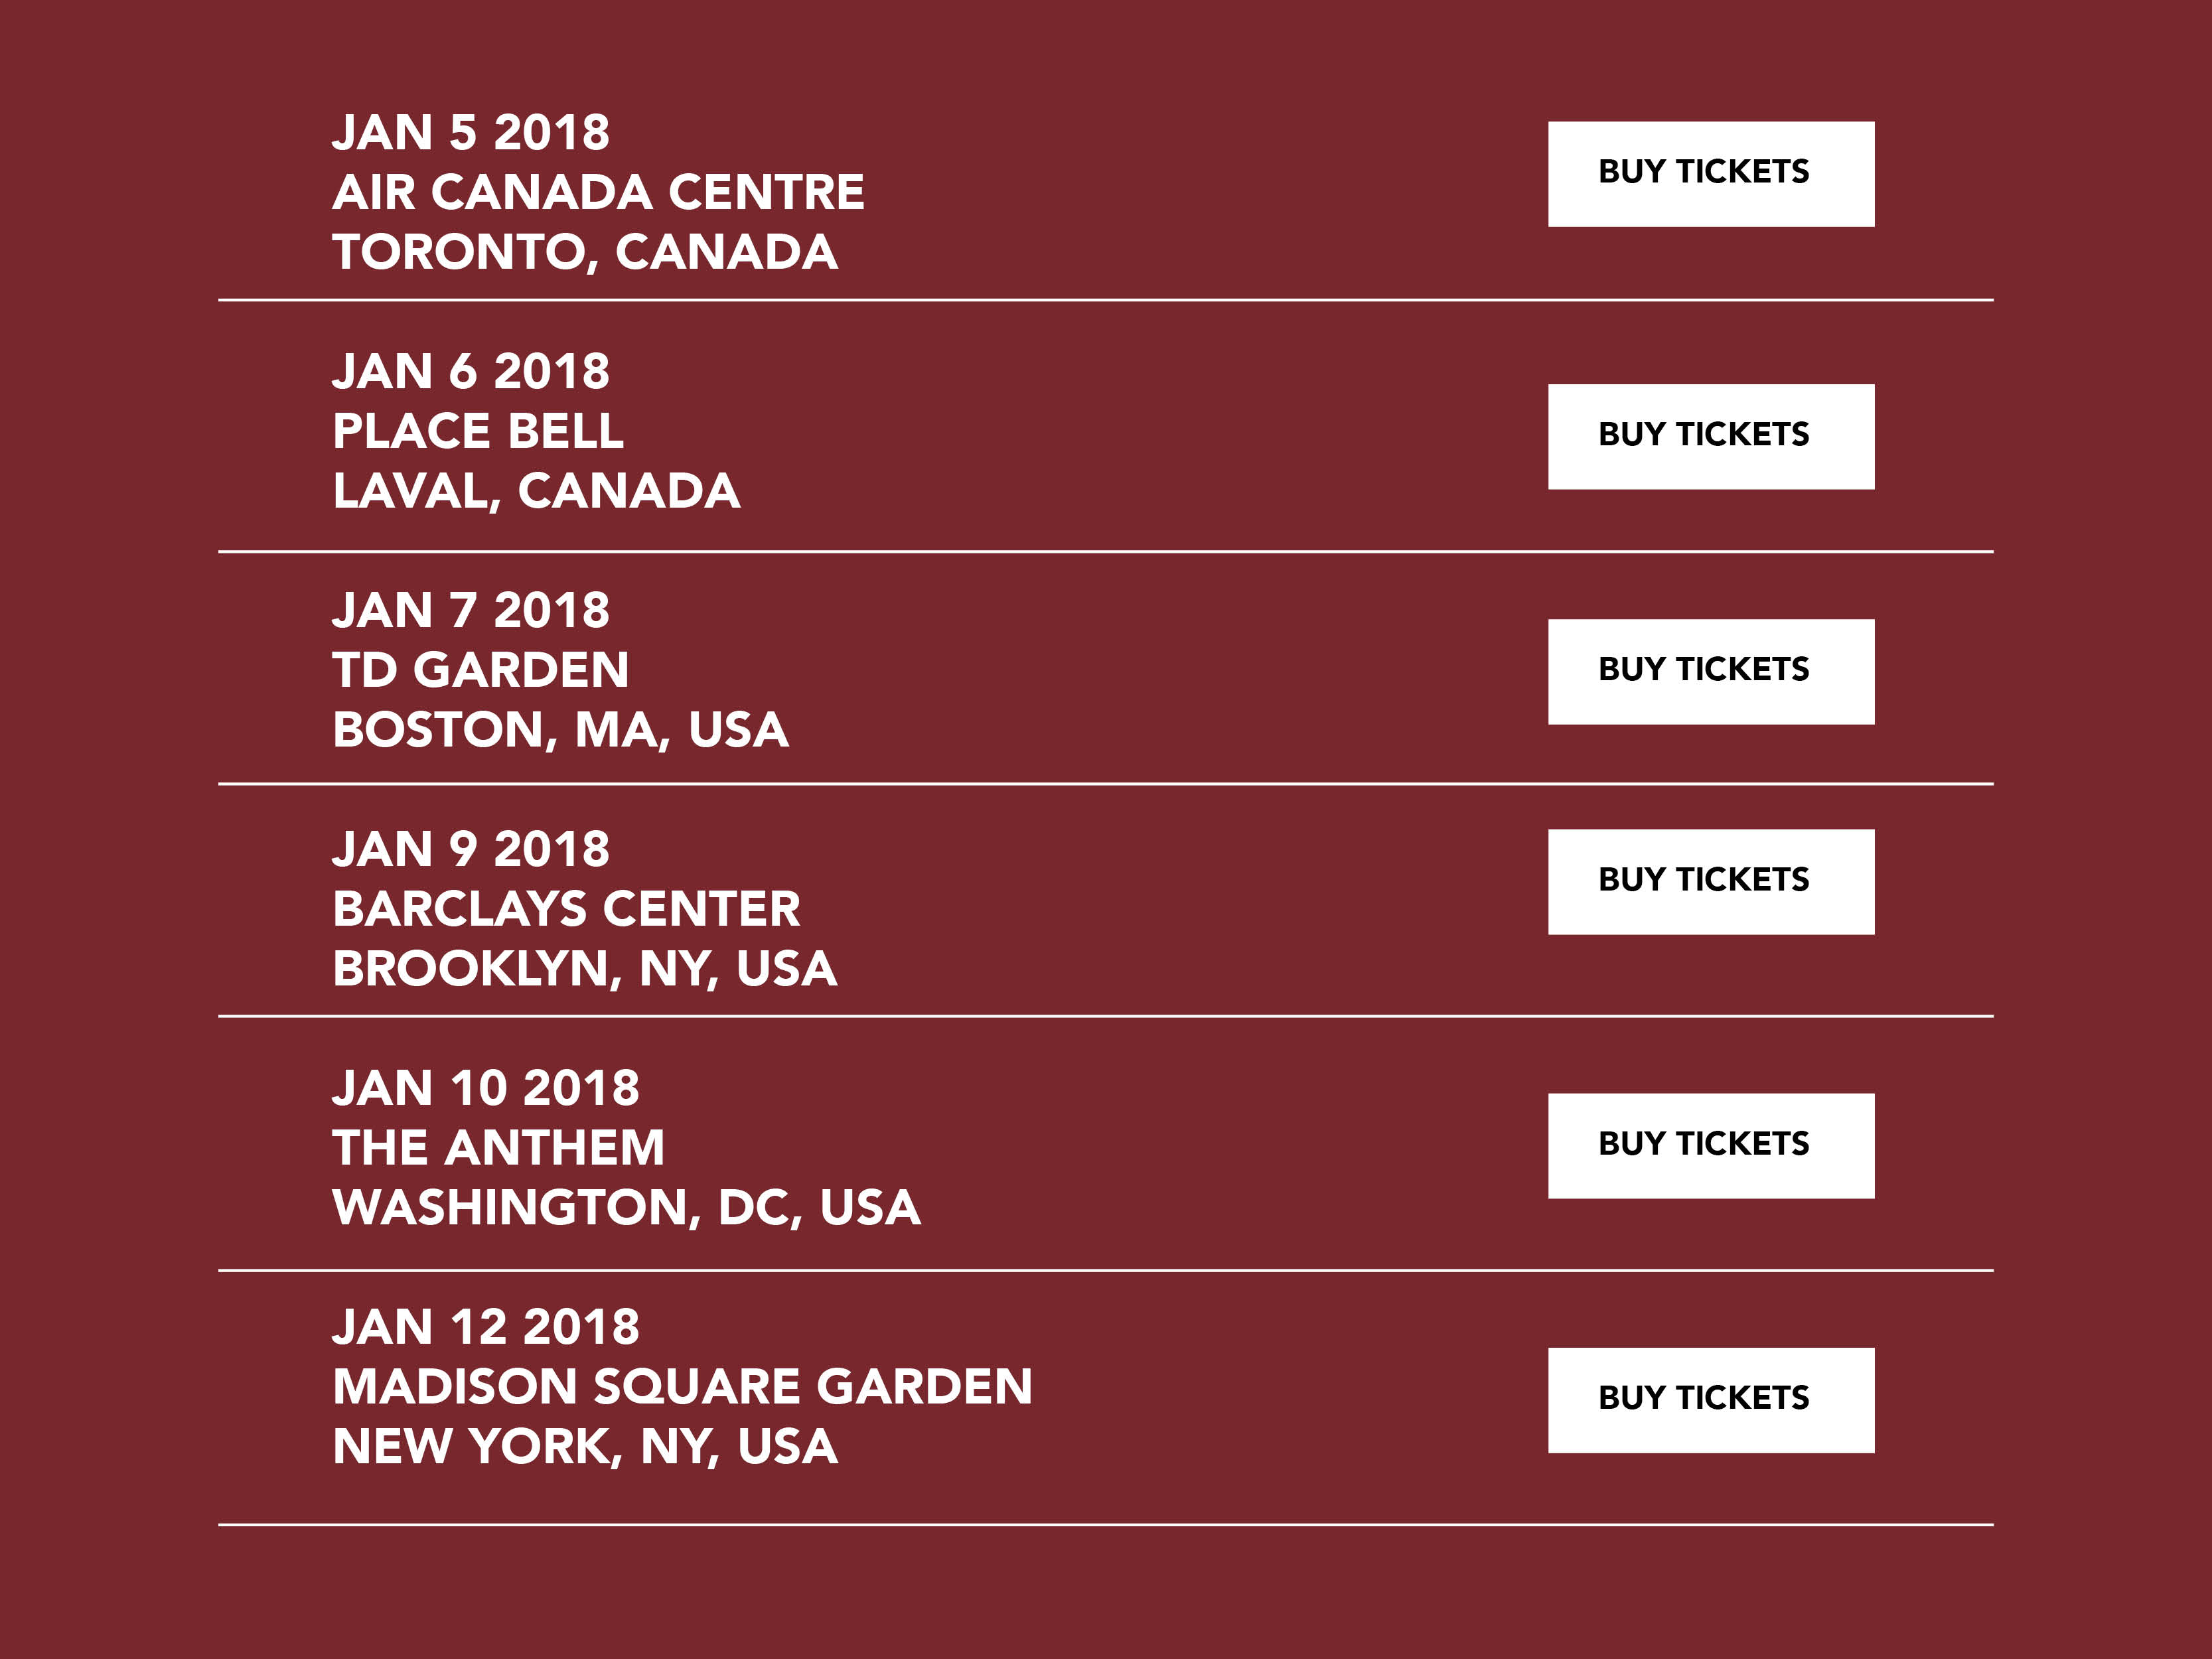 JAN 5 2018
AIR CANADA CENTRE
TORONTO, CANADA
BUY TICKETS
JAN 6 2018
PLACE BELL
LAVAL, CANADA
BUY TICKETS
JAN 7 2018
TD GARDEN
BOSTON, MA, USA
BUY TICKETS
JAN 9 2018
BARCLAYS CENTER
BROOKLYN, NY, USA
BUY TICKETS
JAN 10 2018
THE ANTHEM
WASHINGTON, DC, USA
BUY TICKETS
JAN 12 2018
MADISON SQUARE GARDEN
NEW YORK, NY, USA
BUY TICKETS